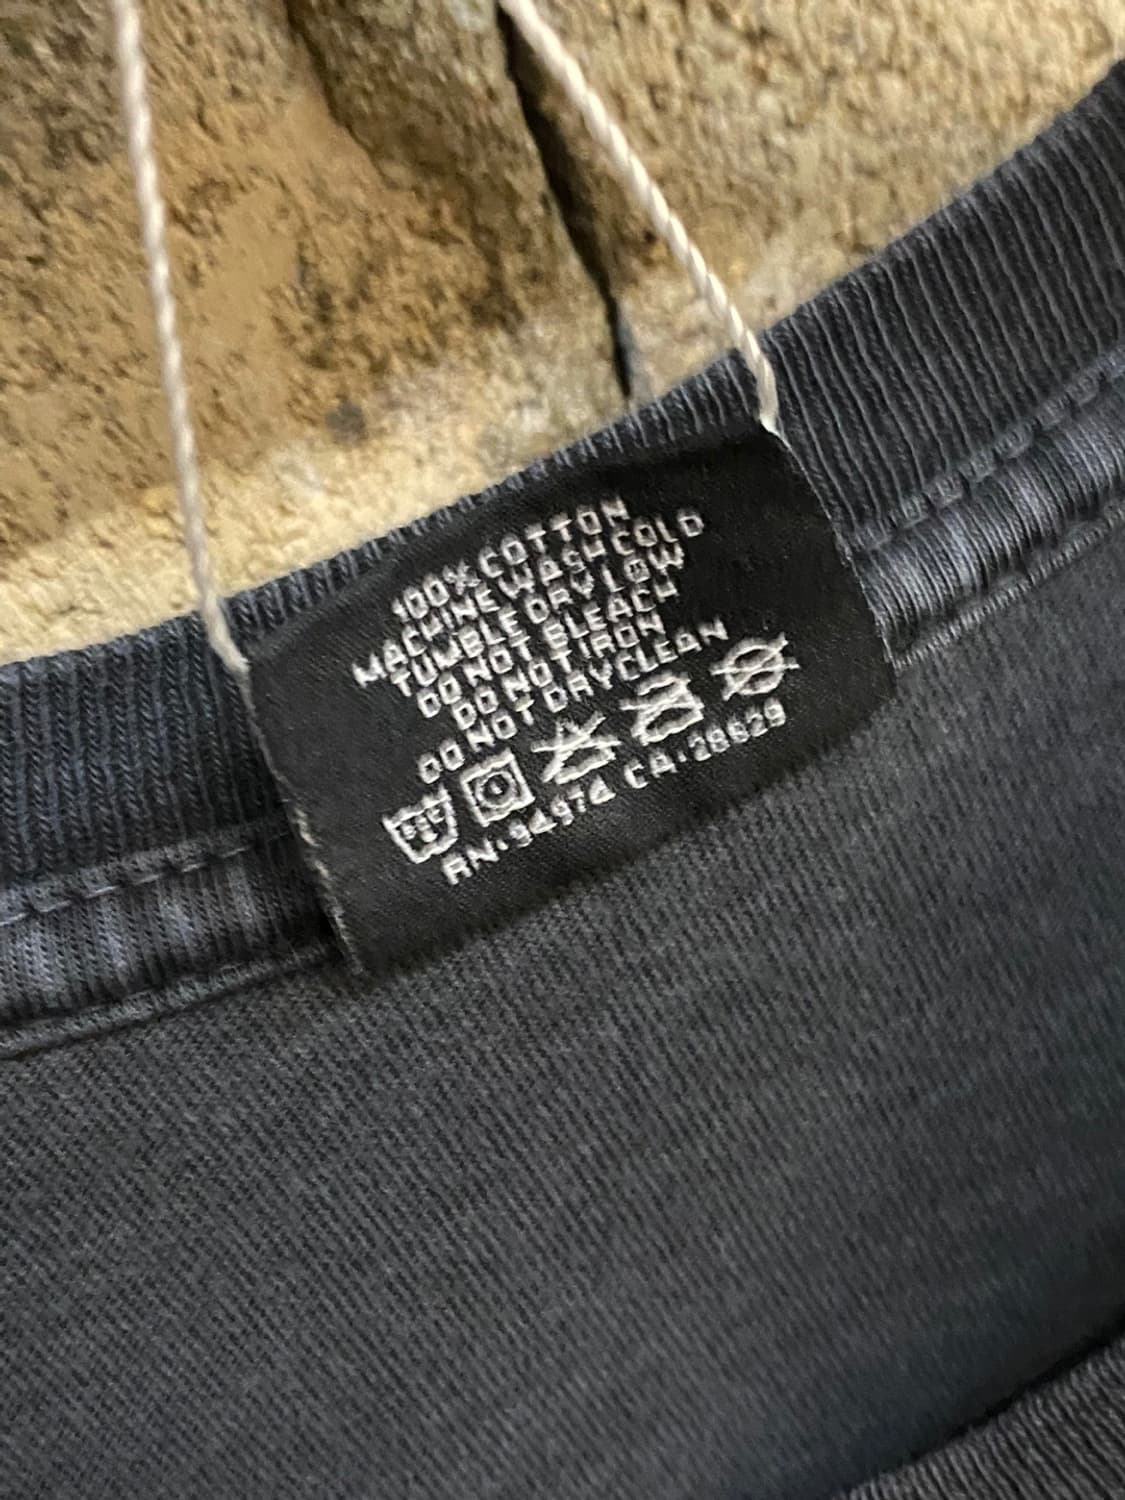 100% COTTON
MACHINE WASH COLD
TUMBLE DRY LOW
DO NOT BLEACH
DO NOT IRON
DO NOT DRYCLEAN
RN•94974 CA•28629